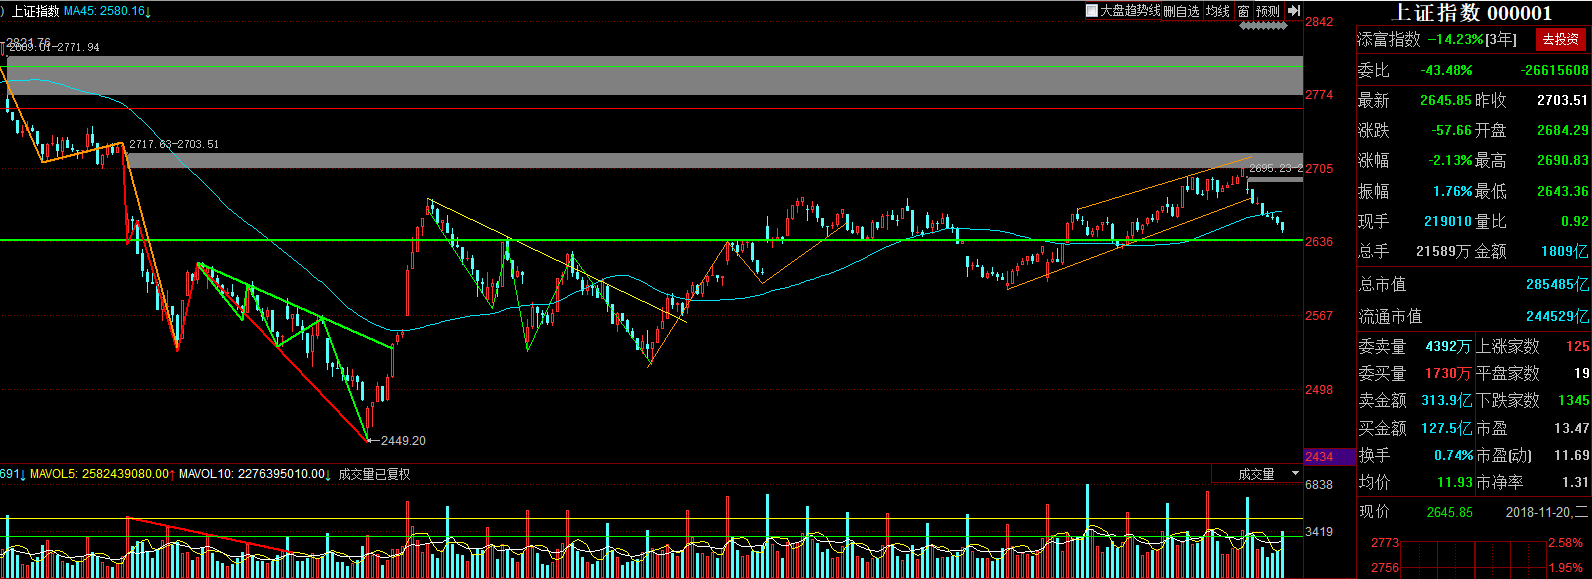 上证指数 MA45: 2580.16↓
大盘趋势线 删自选 均线 窗 预测
2821.76
2809.01-2771.94
2717.63-2703.51
2695.23-2
2449.20
2842
2774
2705
2636
2567
2498
2434
691↓ MAVOL5: 2582439080.00↑ MAVOL10: 2276395010.00↓ 成交量已复权
成交量
6838
3419
上证指数 000001
添富指数 -14.23%[3年] 去投资
委比 -43.48% -26615608
最新 2645.85 昨收 2703.51
涨跌 -57.66 开盘 2684.29
涨幅 -2.13% 最高 2690.83
振幅 1.76% 最低 2643.36
现手 219010 量比 0.92
总手 21589万 金额 1809亿
总市值 285485亿
流通市值 244529亿
委卖量 4392万 上涨家数 125
委买量 1730万 平盘家数 19
卖金额 313.9亿 下跌家数 1345
买金额 127.5亿 市盈 13.47
换手 0.74% 市盈(动) 11.69
均价 11.93 市净率 1.31
现价 2645.85 2018-11-20,二
2773 2.58%
2756 1.95%